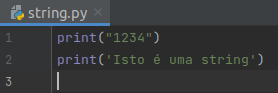 string.py
1 print("1234")
2 print('Isto é uma string')
3